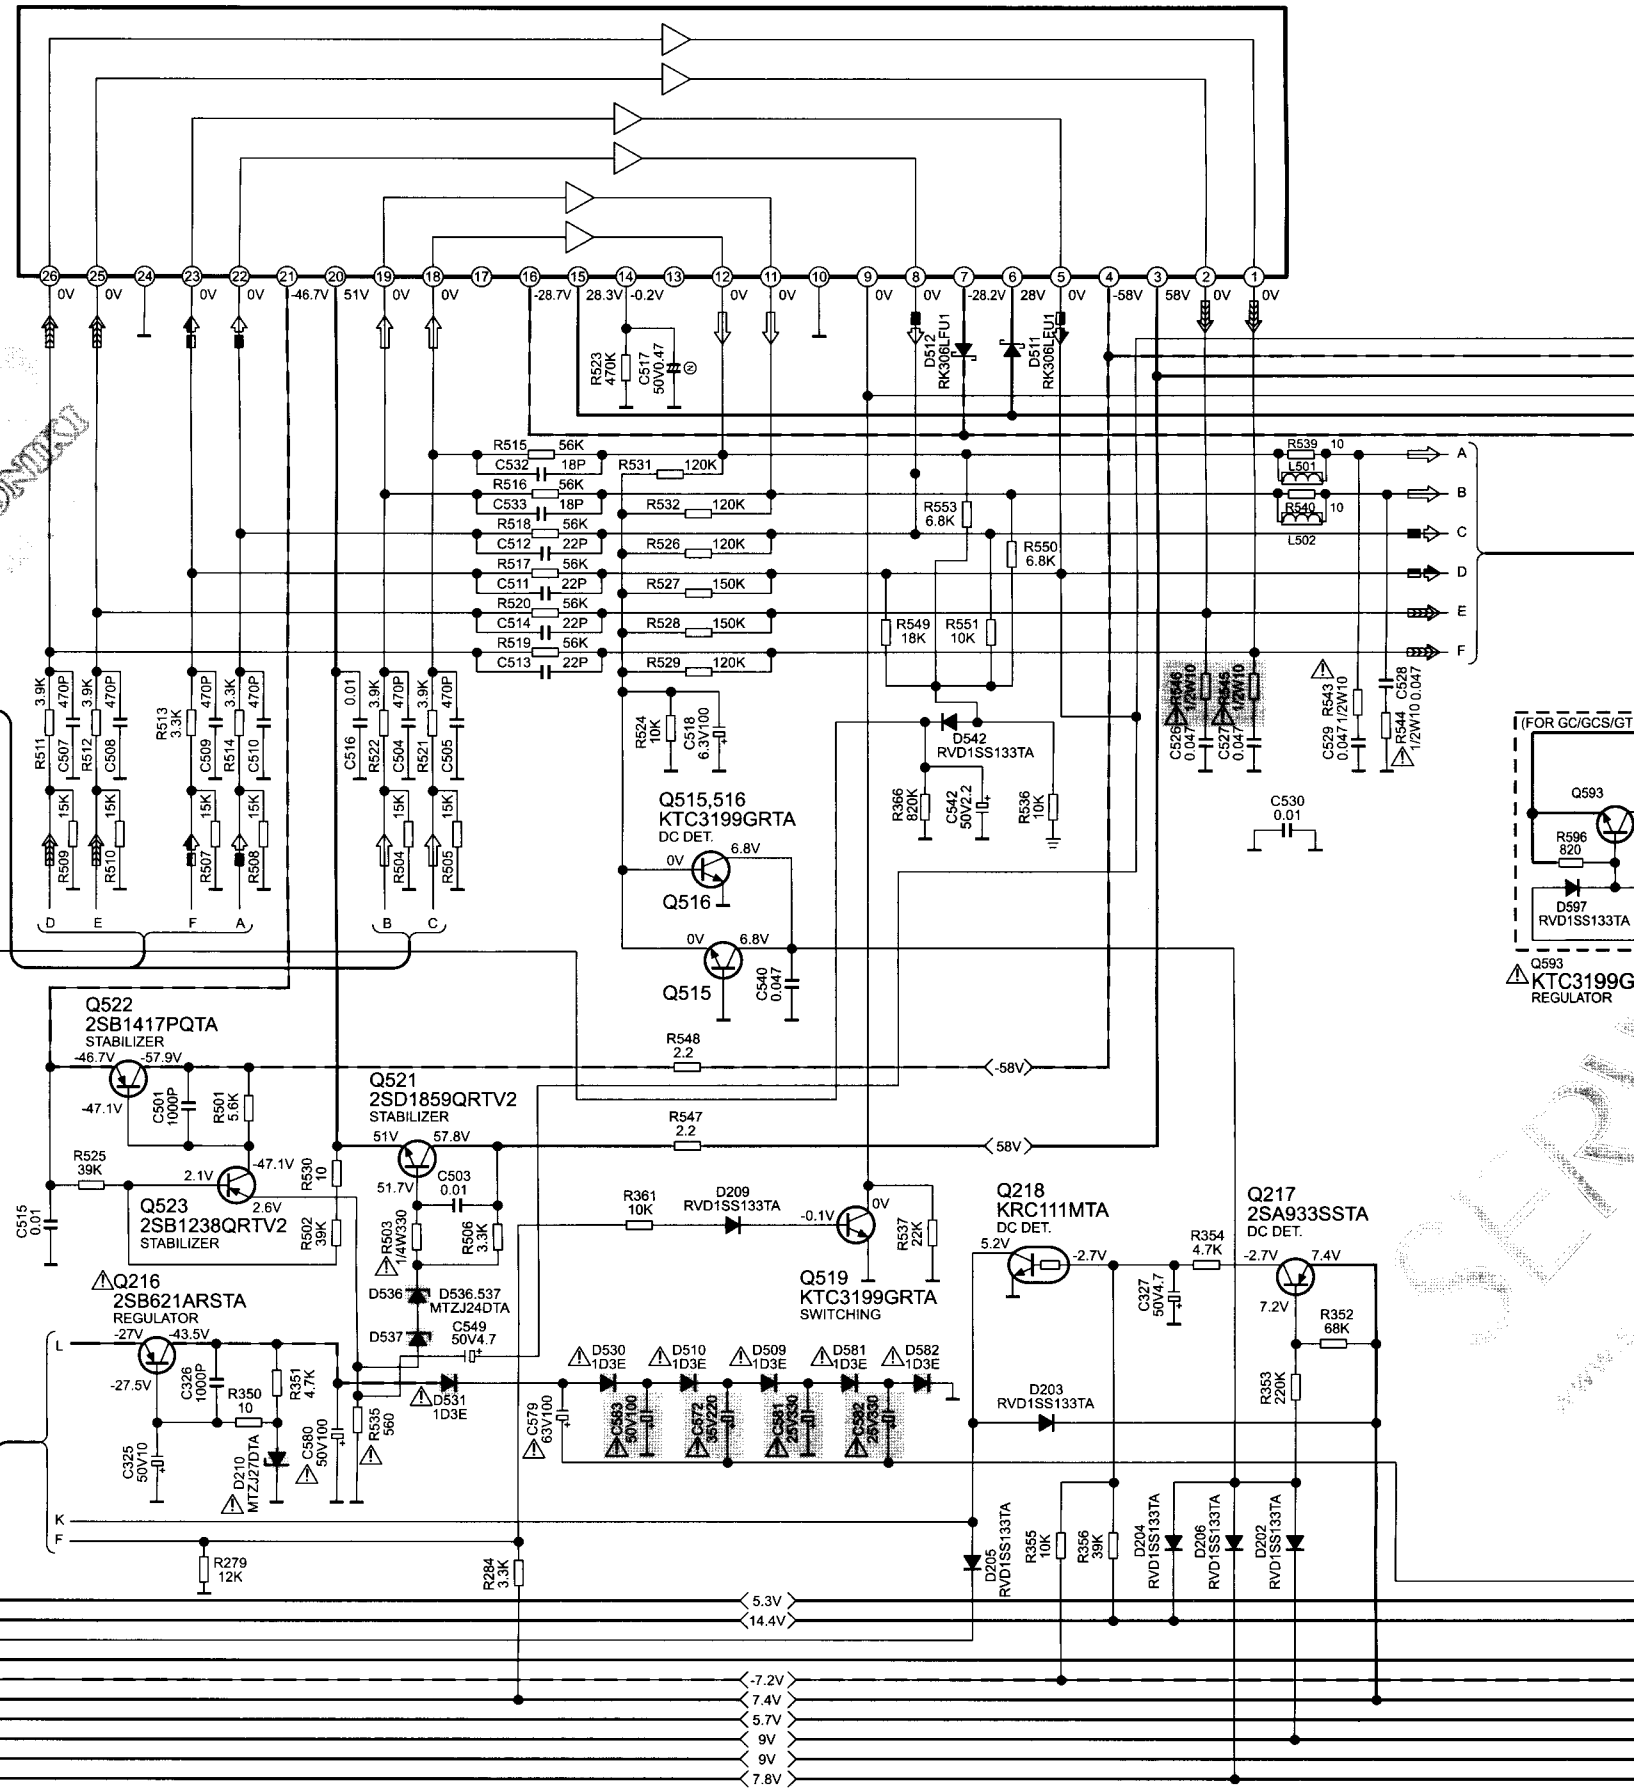 26 25 24 23 22 21 20 19 18 17 16 15 14 13 12 11 10 9 8 7 6 5 4 3 2 1
0V 0V 0V 0V -46.7V 51V 0V 0V -28.7V 28.3V -0.2V 0V 0V 0V 0V -28.2V 28V 0V -58V 58V 0V 0V
R523
470K
C517
50V0.47
N
D512
RK306LFU1
D511
RK306LEU1
R515 56K
C532 18P
R516 56K
C533 18P
R518 56K
C512 22P
R517 56K
C511 22P
R520 56K
C514 22P
R519 56K
C513 22P
R531 120K
R532 120K
R526 120K
R527 150K
R528 150K
R529 120K
R553
6.8K
R550
6.8K
R549
18K
R551
10K
R539 10
L501
R540 10
L502
A
B
C
D
E
F
R511 3.9K
C507 470P
R512 3.9K
C508 470P
R513
3.3K
C509 470P
R514 3.3K
C510 470P
C516 0.01
R522 3.9K
C504 470P
R521 3.9K
C505 470P
R509 15K
R510 15K
R507 15K
R508 15K
R504 15K
R505 15K
D E F A B C
R524
10K
C518
6.3V100
D542
RVD1SS133TA
R546
1/2W10
R545
1/2W10
C526
0.047
C527
0.047
R543
1/2W10
C529
0.047
C528
0.047
R544
1/2W10
(FOR GC/GCS/GT
Q593
R596
820
D597
RVD1SS133TA
Q593
KTC3199G
REGULATOR
Q515,516
KTC3199GRTA
DC DET.
0V 6.8V
Q516
0V 6.8V
Q515
C540
0.047
R366
820K
C542
50V2.2
R536
10K
C530
0.01
Q522
2SB1417PQTA
STABILIZER
-46.7V -57.9V
-47.1V
C501
1000P
R501
5.6K
R525
39K
2.1V -47.1V
2.6V
Q523
2SB1238QRTV2
STABILIZER
C515
0.01
R530
10
R502
39K
Q521
2SD1859QRTV2
STABILIZER
51V 57.8V
51.7V
C503
0.01
R503
1/4W330
R506
3.3K
R548
2.2
-58V
R547
2.2
58V
D536
D536.537
MTZJ24DTA
D537
C549
50V4.7
R361
10K
D209
RVD1SS133TA
-0.1V 0V
R537
22K
Q519
KTC3199GRTA
SWITCHING
Q218
KRC111MTA
DC DET.
5.2V -2.7V
C327
50V4.7
R354
4.7K
Q217
2SA933SSTA
DC DET.
-2.7V 7.4V
7.2V
R352
68K
R353
220K
Q216
2SB621ARSTA
REGULATOR
L
-27V -43.5V
-27.5V
C326
1000P
R350
10
R351
4.7K
C325
50V10
D210
MTZJ27DTA
C580
50V100
R535
560
D531
1D3E
C579
63V100
D530
1D3E
D510
1D3E
D509
1D3E
D581
1D3E
D582
1D3E
C583
50V100
C572
35V220
C581
25V330
C582
25V330
D203
RVD1SS133TA
K
F
R279
12K
R284
3.3K
D205
RVD1SS133TA
R355
10K
R356
39K
D204
RVD1SS133TA
D206
RVD1SS133TA
D202
RVD1SS133TA
5.3V
14.4V
-7.2V
7.4V
5.7V
9V
9V
7.8V